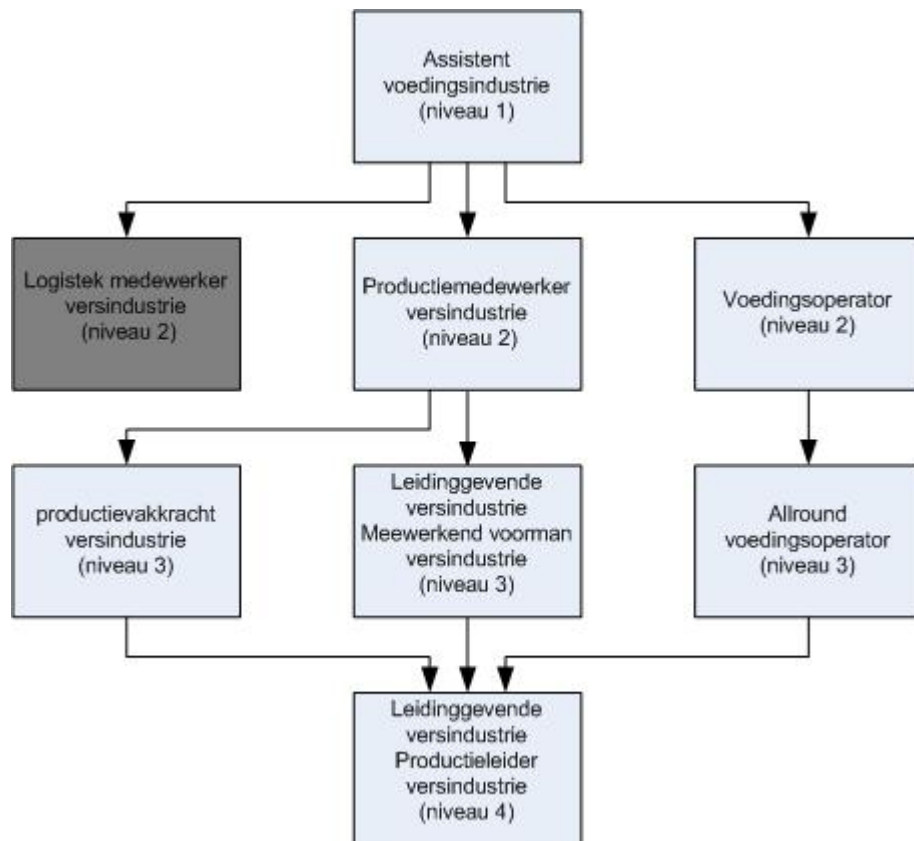 Assistent
voedingsindustrie
(niveau 1)
Logistek medewerker
versindustrie
(niveau 2)
Productiemedewerker
versindustrie
(niveau 2)
Voedingsoperator
(niveau 2)
productievakkracht
versindustrie
(niveau 3)
Leidinggevende
versindustrie
Meewerkend voorman
versindustrie
(niveau 3)
Allround
voedingsoperator
(niveau 3)
Leidinggevende
versindustrie
Productieleider
versindustrie
(niveau 4)